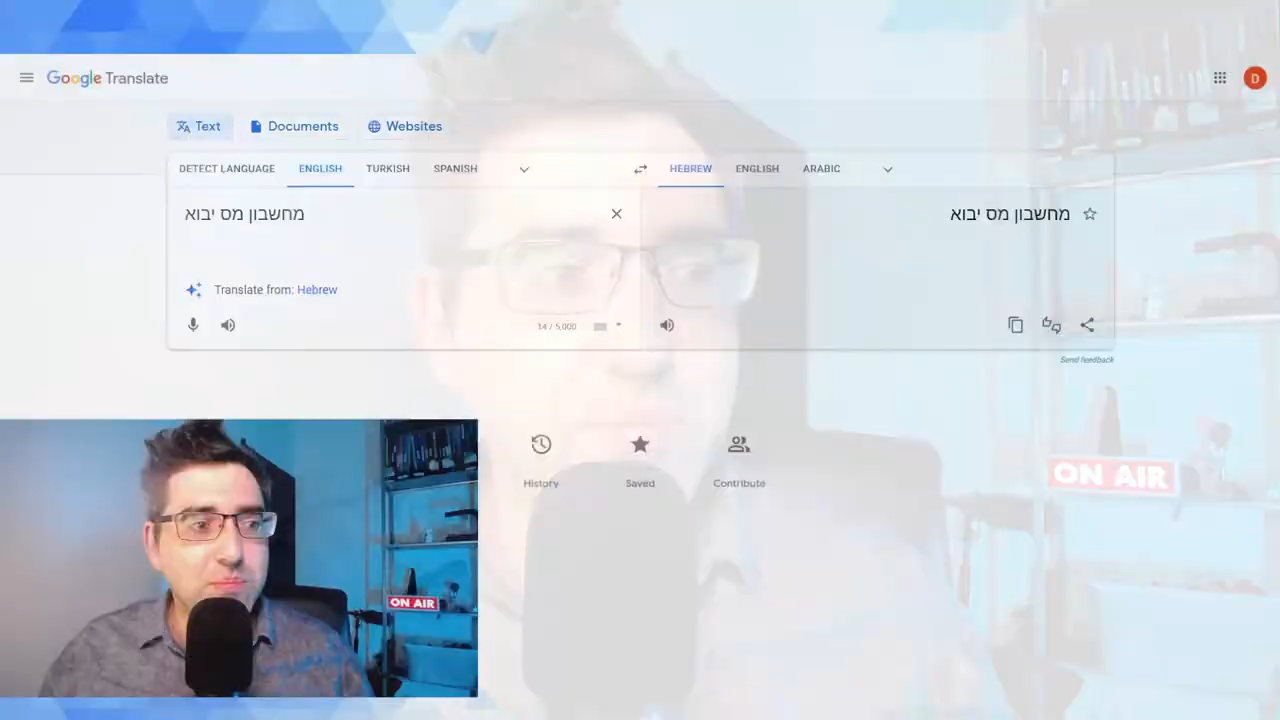 Google Translate
D
Text
Documents
Websites
DETECT LANGUAGE
ENGLISH
TURKISH
SPANISH
HEBREW
ENGLISH
ARABIC
מחשבון מס יבוא
מחשבון מס יבוא
Translate from: Hebrew
14 / 5,000
Send feedback
History
Saved
Contribute
ON AIR
ON AIR